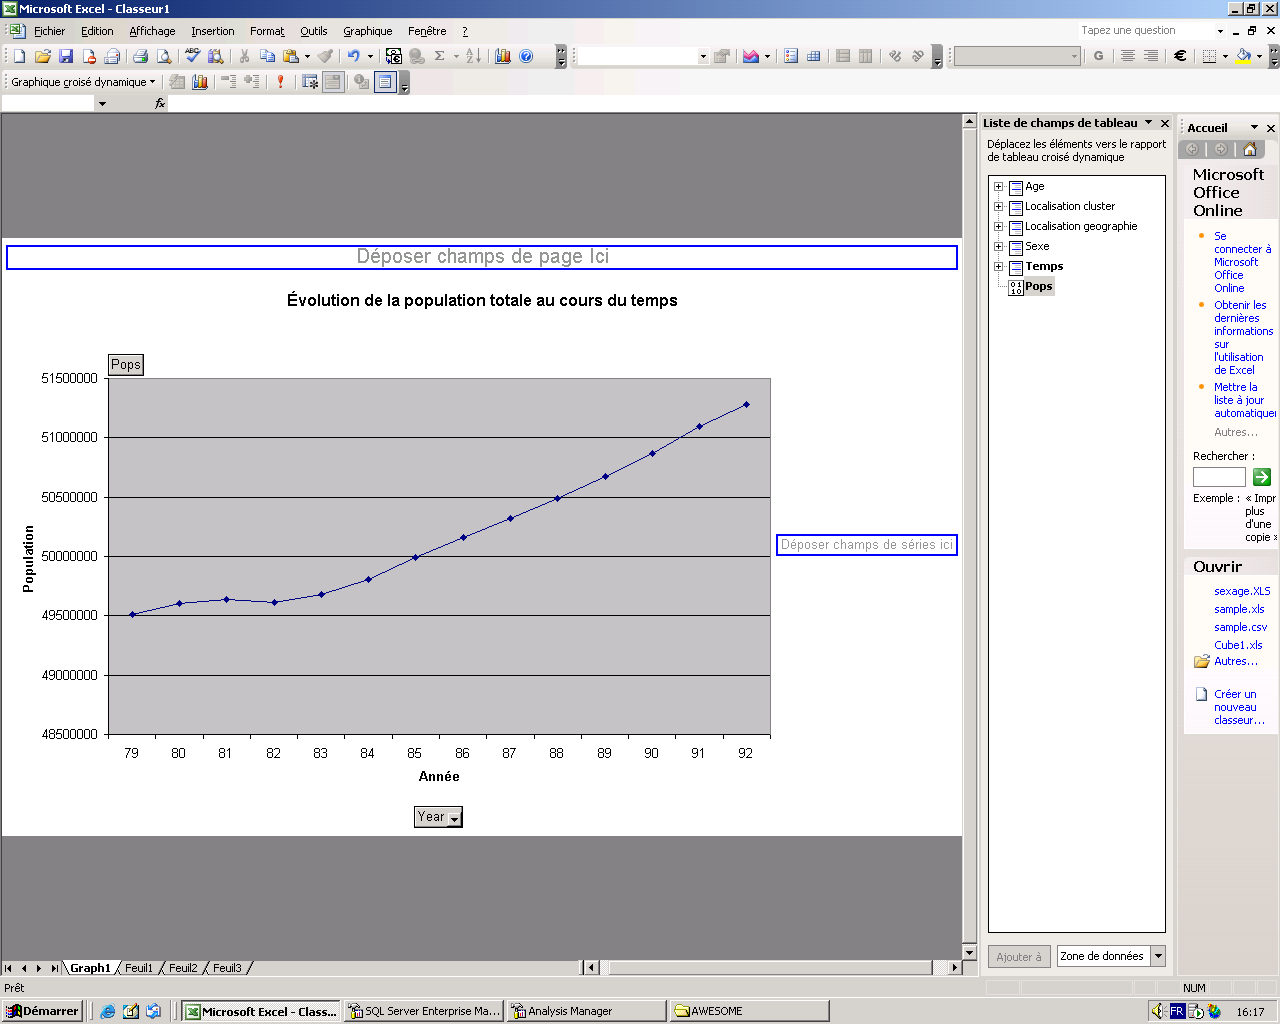 Microsoft Excel - Classeur1
Fichier Edition Affichage Insertion Format Outils Graphique Fenêtre ?
Tapez une question
G
Graphique croisé dynamique
fx
Liste de champs de tableau
Déplacez les éléments vers le rapport
de tableau croisé dynamique
Age
Localisation cluster
Localisation geographie
Sexe
Temps
Pops
Ajouter à
Zone de données
Accueil
Microsoft
Office
Online
Se
connecter à
Microsoft
Office
Online
Obtenir les
dernières
informations
sur
l'utilisation
de Excel
Mettre la
liste à jour
automatiquer
Autres...
Rechercher :
Exemple : « Impr
plus
d'une
copie »
Ouvrir
sexage.XLS
sample.xls
sample.csv
Cube1.xls
Autres...
Créer un
nouveau
classeur...
Déposer champs de page Ici
Évolution de la population totale au cours du temps
Pops
51500000
51000000
50500000
50000000
49500000
49000000
48500000
Population
79 80 81 82 83 84 85 86 87 88 89 90 91 92
Année
Year
Déposer champs de séries ici
Graph1 Feuil1 Feuil2 Feuil3
Prêt
NUM
Démarrer
Microsoft Excel - Class...
SQL Server Enterprise Ma...
Analysis Manager
AWESOME
FR
16:17